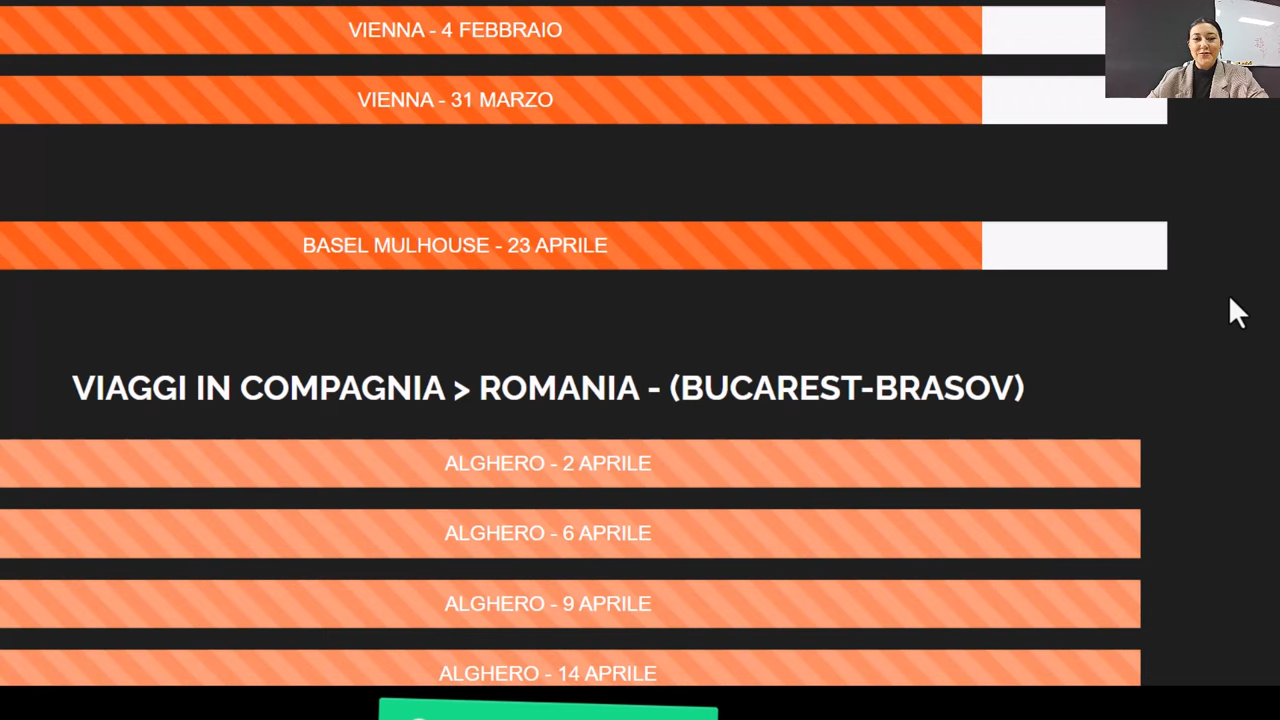 VIENNA - 4 FEBBRAIO
VIENNA - 31 MARZO
BASEL MULHOUSE - 23 APRILE
VIAGGI IN COMPAGNIA > ROMANIA - (BUCAREST-BRASOV)
ALGHERO - 2 APRILE
ALGHERO - 6 APRILE
ALGHERO - 9 APRILE
ALGHERO - 14 APRILE